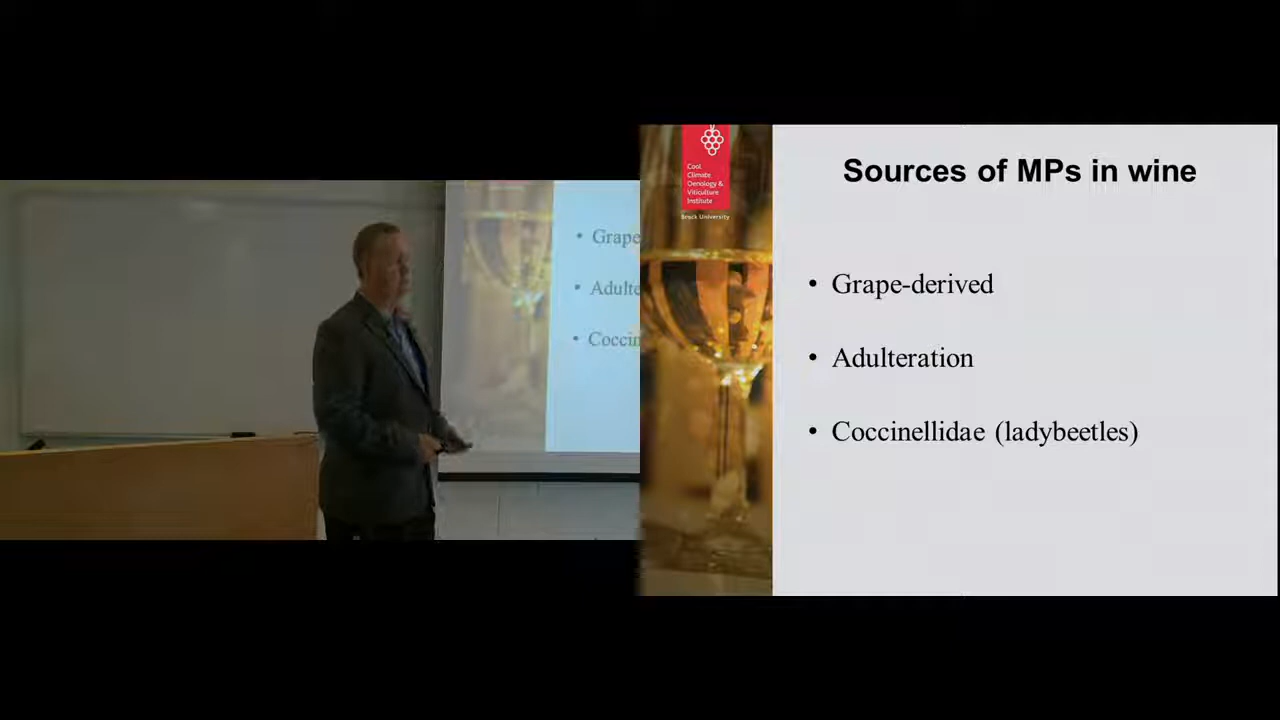 Grape
Adulte
Coccin
Cool
Climate
Oenology &
Viticulture
Institute
Brock University
Sources of MPs in wine
• Grape-derived
• Adulteration
• Coccinellidae (ladybeetles)